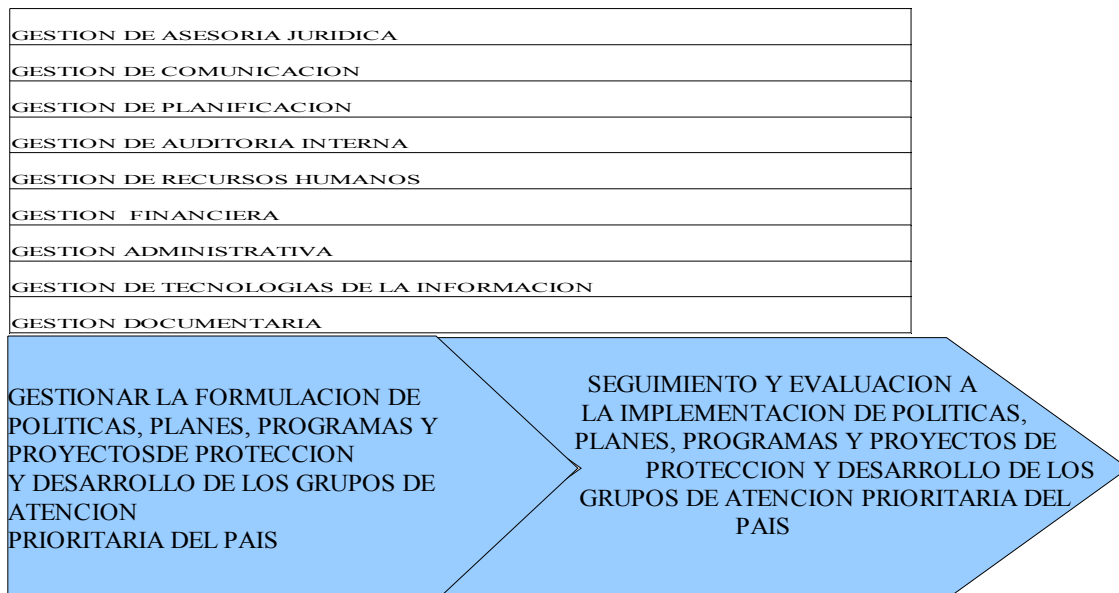 GESTION DE ASESORIA JURIDICA
GESTION DE COMUNICACION
GESTION DE PLANIFICACION
GESTION DE AUDITORIA INTERNA
GESTION DE RECURSOS HUMANOS
GESTION FINANCIERA
GESTION ADMINISTRATIVA
GESTION DE TECNOLOGIAS DE LA INFORMACION
GESTION DOCUMENTARIA
GESTIONAR LA FORMULACION DE
POLITICAS, PLANES, PROGRAMAS Y
PROYECTOSDE PROTECCION
Y DESARROLLO DE LOS GRUPOS DE
ATENCION
PRIORITARIA DEL PAIS
SEGUIMIENTO Y EVALUACION A
LA IMPLEMENTACION DE POLITICAS,
PLANES, PROGRAMAS Y PROYECTOS DE
PROTECCION Y DESARROLLO DE LOS
GRUPOS DE ATENCION PRIORITARIA DEL
PAIS